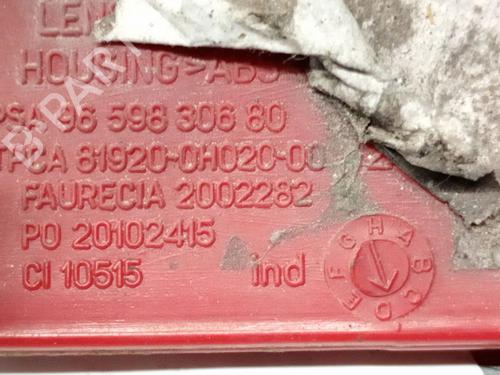 HOUSING >ABS
PSA 96 598 306 80
TPCA 81920-0H020-00
FAURECIA 2002282
PO 20102415
CI 10515 ind
A B C D E F G H